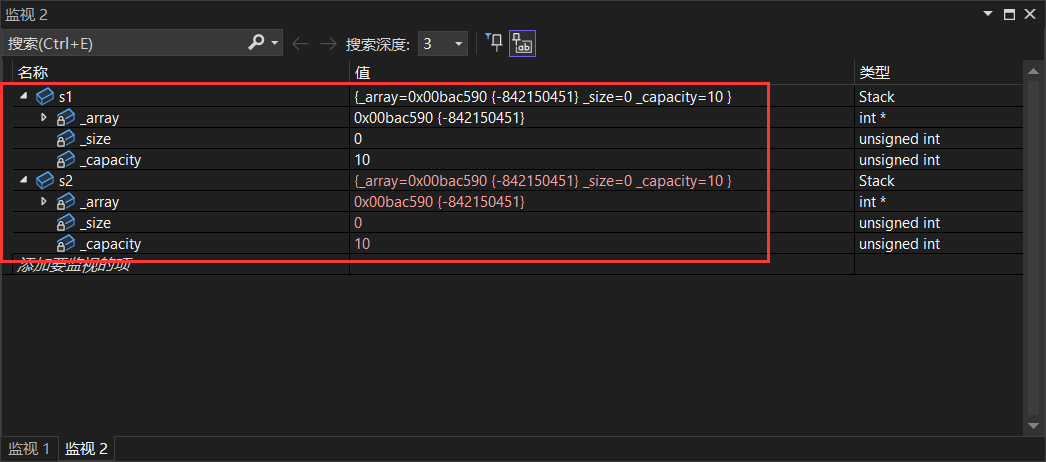 监视 2
搜索(Ctrl+E) 搜索深度: 3
名称 值 类型
s1 {_array=0x00bac590 {-842150451} _size=0 _capacity=10 } Stack
_array 0x00bac590 {-842150451} int *
_size 0 unsigned int
_capacity 10 unsigned int
s2 {_array=0x00bac590 {-842150451} _size=0 _capacity=10 } Stack
_array 0x00bac590 {-842150451} int *
_size 0 unsigned int
_capacity 10 unsigned int
添加要监视的项
监视 1 监视 2